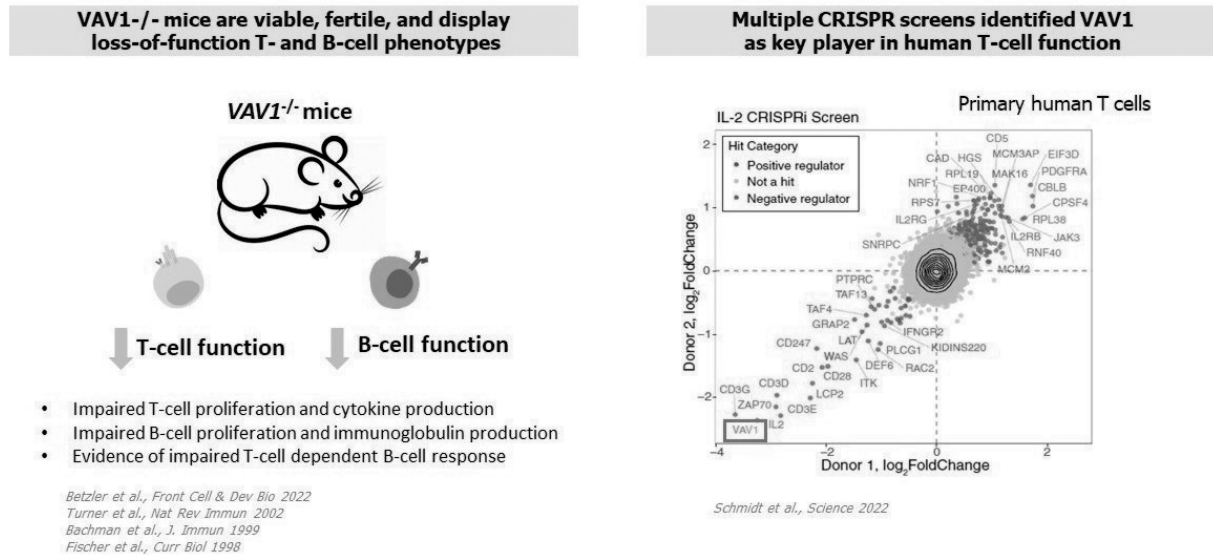 VAV1-/- mice are viable, fertile, and display
loss-of-function T- and B-cell phenotypes
VAV1-/- mice
T-cell function
B-cell function
• Impaired T-cell proliferation and cytokine production
• Impaired B-cell proliferation and immunoglobulin production
• Evidence of impaired T-cell dependent B-cell response
Betzler et al., Front Cell & Dev Bio 2022
Turner et al., Nat Rev Immun 2002
Bachman et al., J. Immun 1999
Fischer et al., Curr Biol 1998
Multiple CRISPR screens identified VAV1
as key player in human T-cell function
Primary human T cells
IL-2 CRISPRi Screen
Hit Category
Positive regulator
Not a hit
Negative regulator
CD5
CAD
HGS
MCM3AP
EIF3D
RPL19
MAK16
PDGFRA
NRF1
EP400
CBLB
RPS7
CPSF4
IL2RG
RPL38
IL2RB
JAK3
SNRPC
RNF40
MCM2
PTPRC
TAF13
TAF4
GRAP2
IFNGR2
LAT
KIDINS220
CD247
WAS
PLCG1
DEF6
RAC2
CD2
CD28
ITK
CD3G
CD3D
LCP2
ZAP70
CD3E
IL2
VAV1
2
1
0
-1
-2
Donor 2, log2FoldChange
-4
-2
0
2
Donor 1, log2FoldChange
Schmidt et al., Science 2022